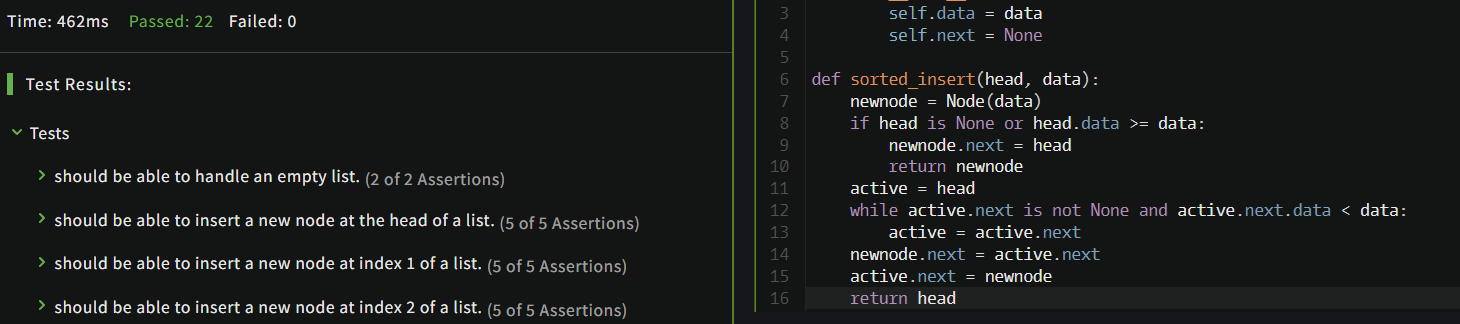 Time: 462ms Passed: 22 Failed: 0
Test Results:
Tests
should be able to handle an empty list. (2 of 2 Assertions)
should be able to insert a new node at the head of a list. (5 of 5 Assertions)
should be able to insert a new node at index 1 of a list. (5 of 5 Assertions)
should be able to insert a new node at index 2 of a list. (5 of 5 Assertions)
3         self.data = data
4         self.next = None
5
6 def sorted_insert(head, data):
7     newnode = Node(data)
8     if head is None or head.data >= data:
9         newnode.next = head
10         return newnode
11     active = head
12     while active.next is not None and active.next.data < data:
13         active = active.next
14     newnode.next = active.next
15     active.next = newnode
16     return head